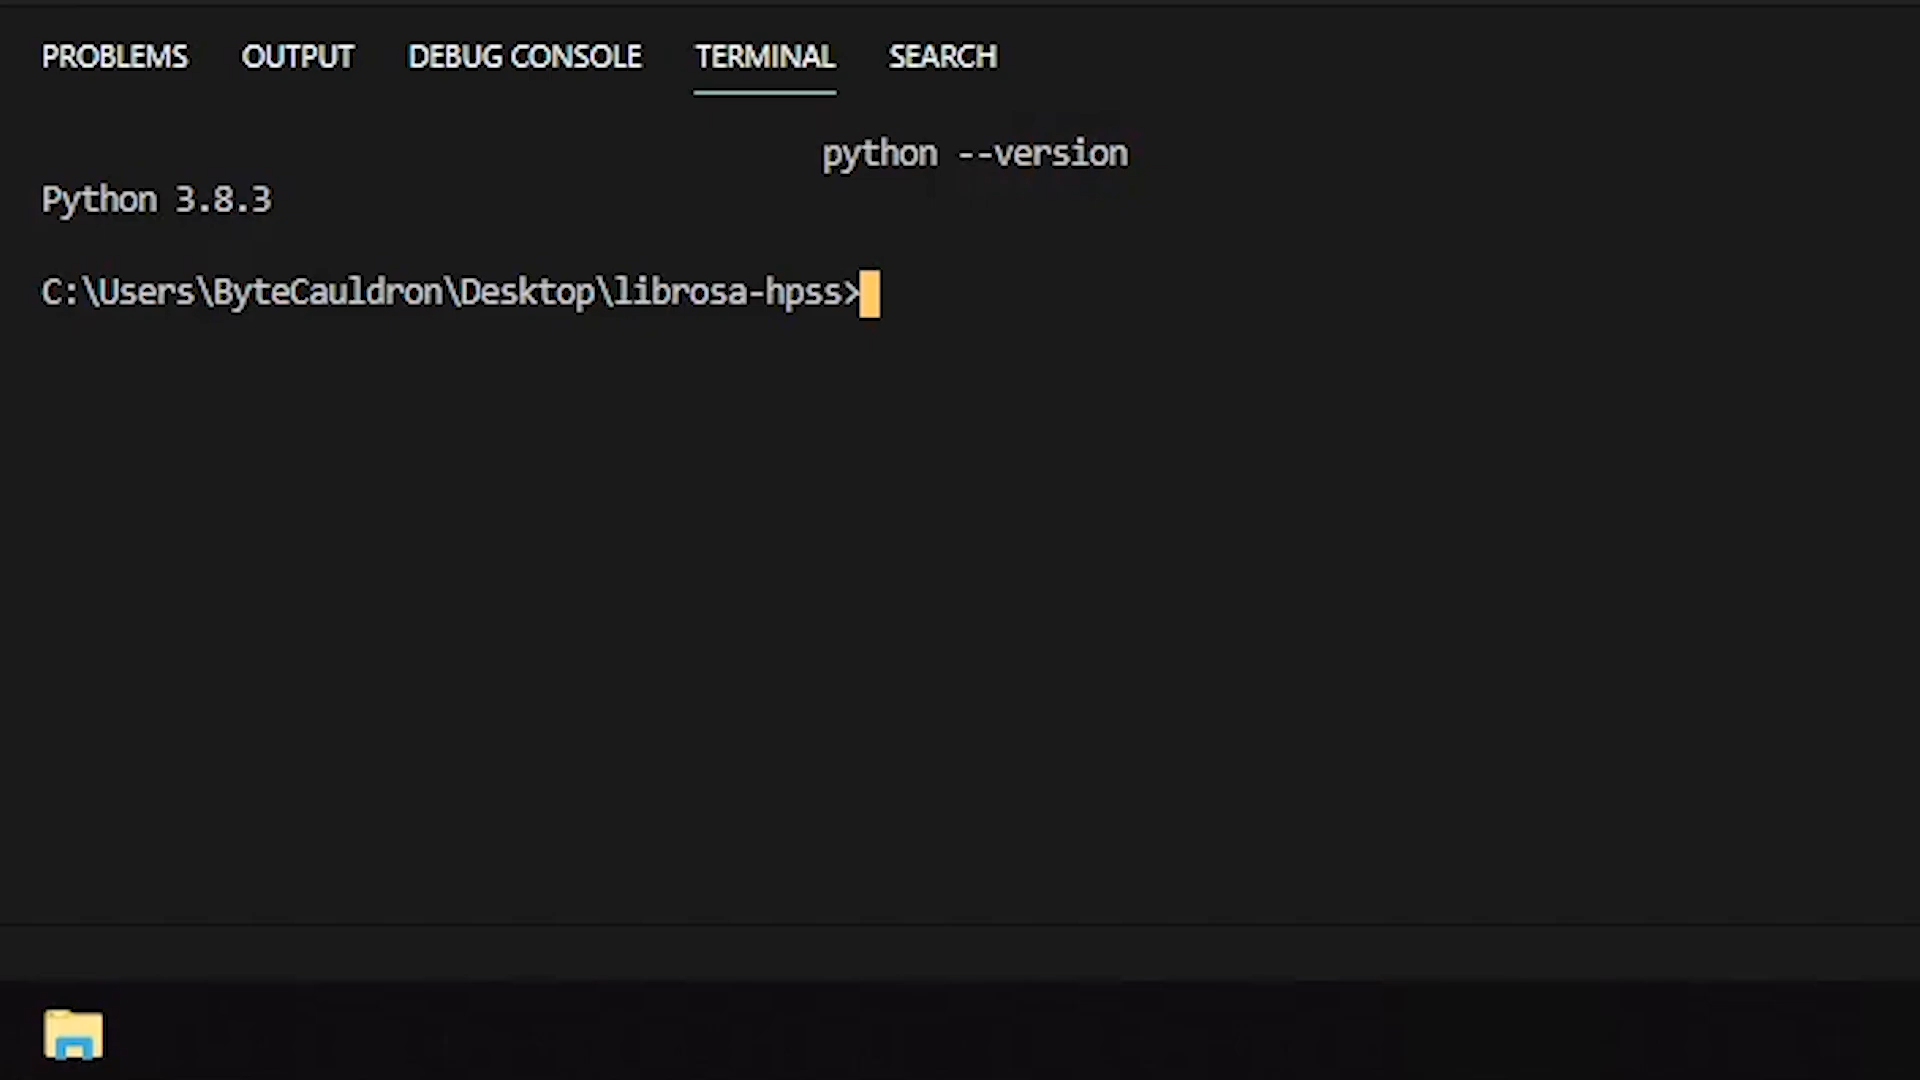 PROBLEMS OUTPUT DEBUG CONSOLE TERMINAL SEARCH
python --version
Python 3.8.3
C:\Users\ByteCauldron\Desktop\librosa-hpss>